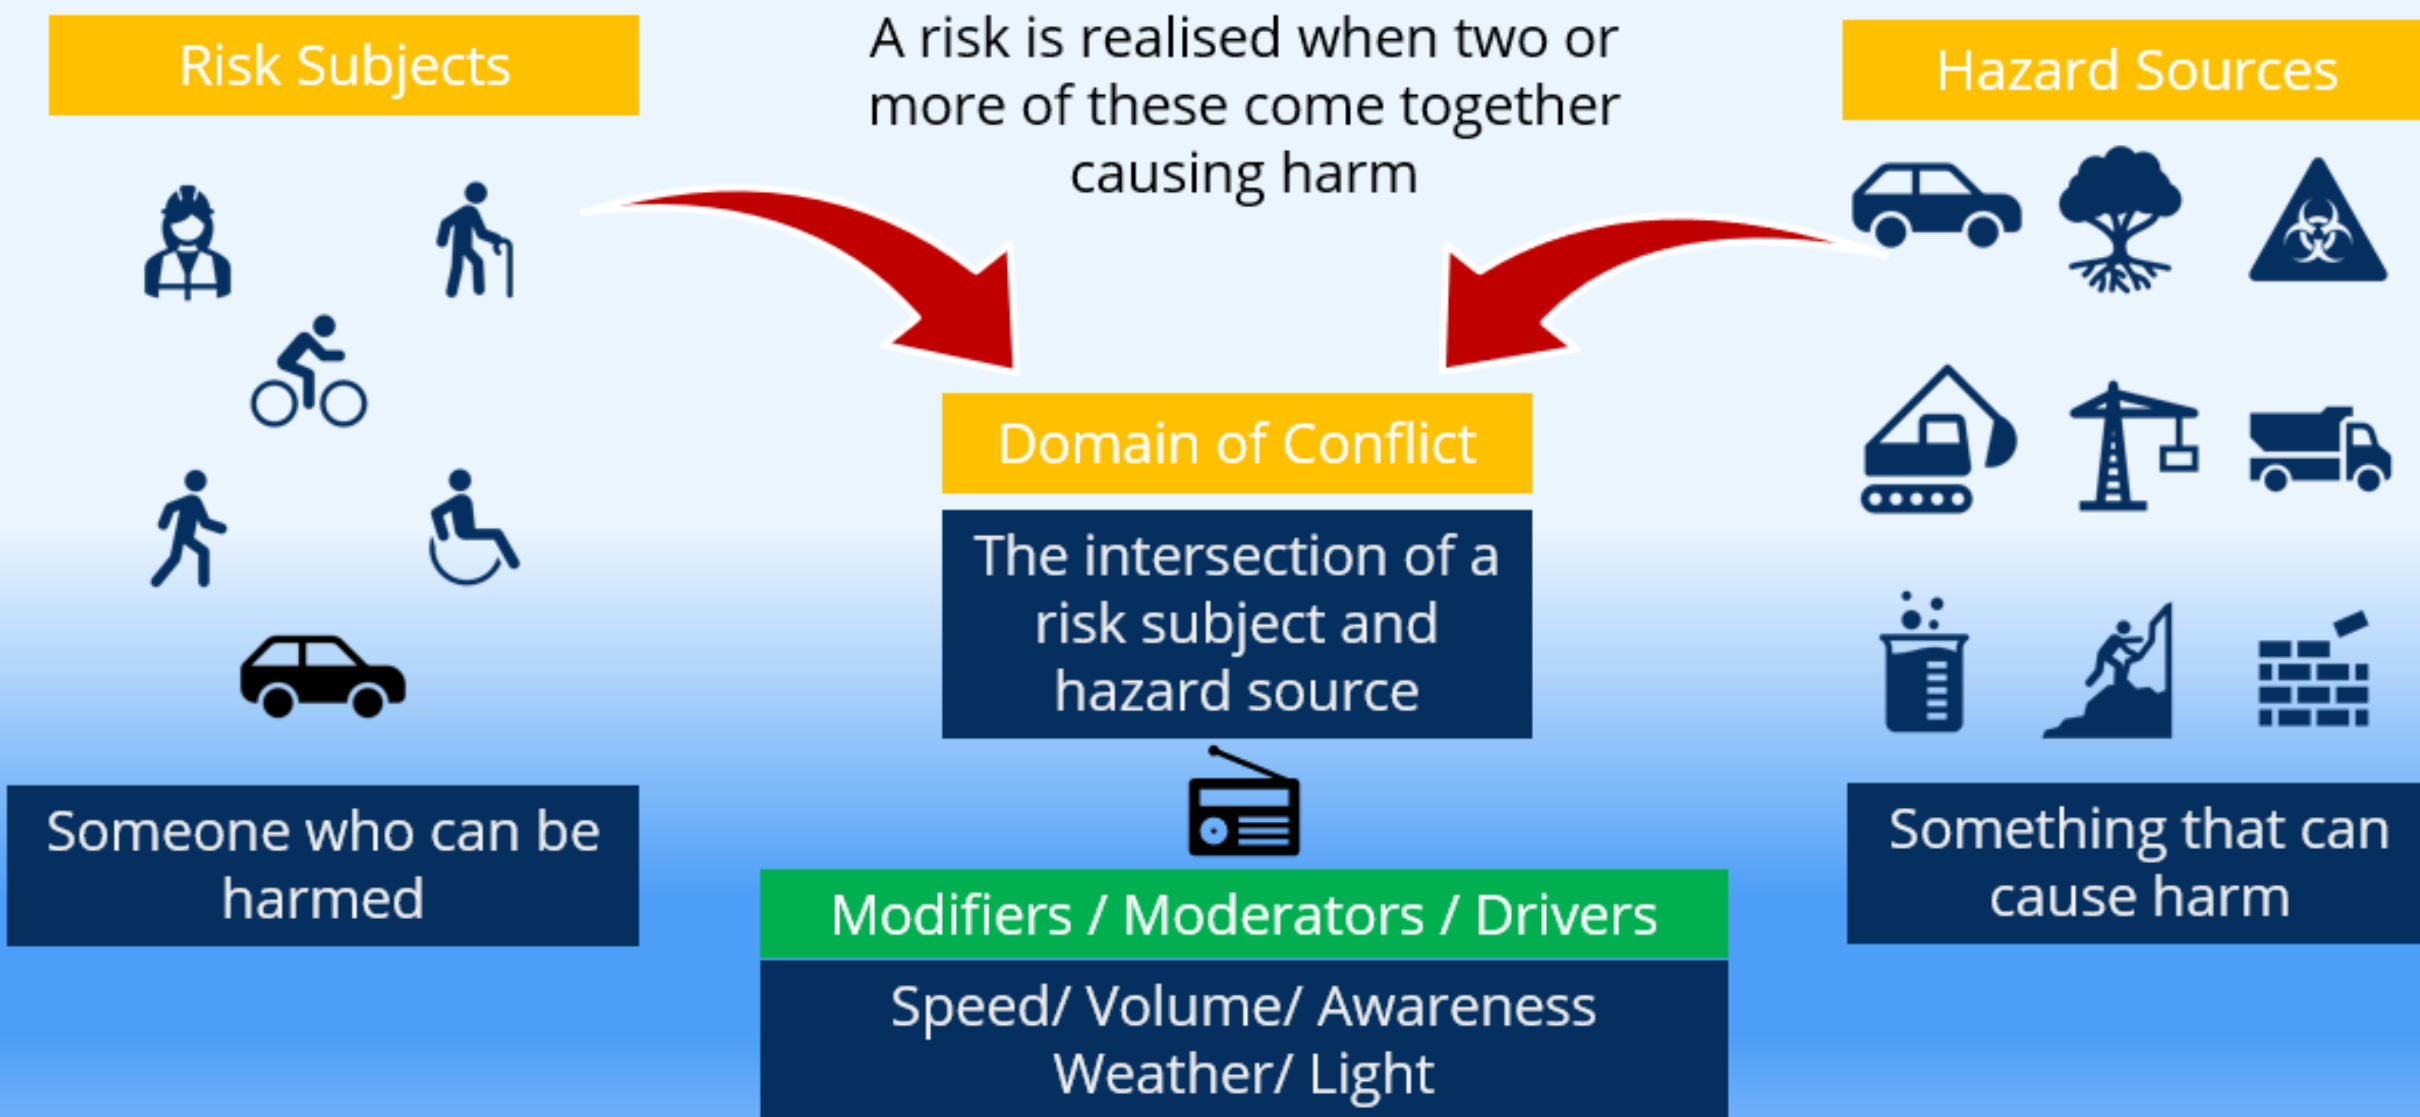 Risk Subjects
A risk is realised when two or
more of these come together
causing harm
Hazard Sources
Domain of Conflict
The intersection of a
risk subject and
hazard source
Someone who can be
harmed
Something that can
cause harm
Modifiers / Moderators / Drivers
Speed/ Volume/ Awareness
Weather/ Light